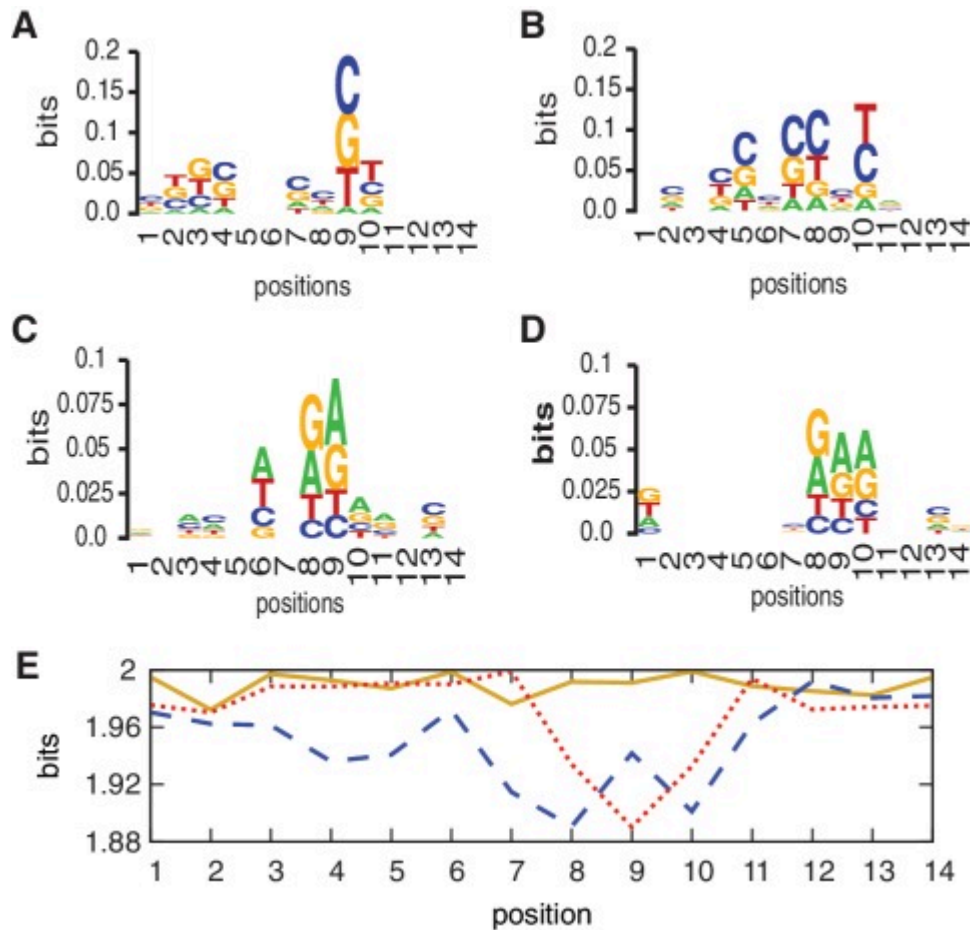 A
bits
0.2
0.15
0.1
0.05
0.0
C
G
T
1 2 3 4 5 6 7 8 9 10 11 12 13 14
positions
B
bits
0.2
0.15
0.1
0.05
0.0
C C C T
G G T C
1 2 3 4 5 6 7 8 9 10 11 12 13 14
positions
C
bits
0.1
0.075
0.05
0.025
0.0
A G A
T A G
C T T
G C C
1 2 3 4 5 6 7 8 9 10 11 12 13 14
positions
D
bits
0.1
0.075
0.05
0.025
0.0
G A A
A G G
T T C
C C T
1 2 3 4 5 6 7 8 9 10 11 12 13 14
positions
E
bits
2
1.96
1.92
1.88
1 2 3 4 5 6 7 8 9 10 11 12 13 14
position